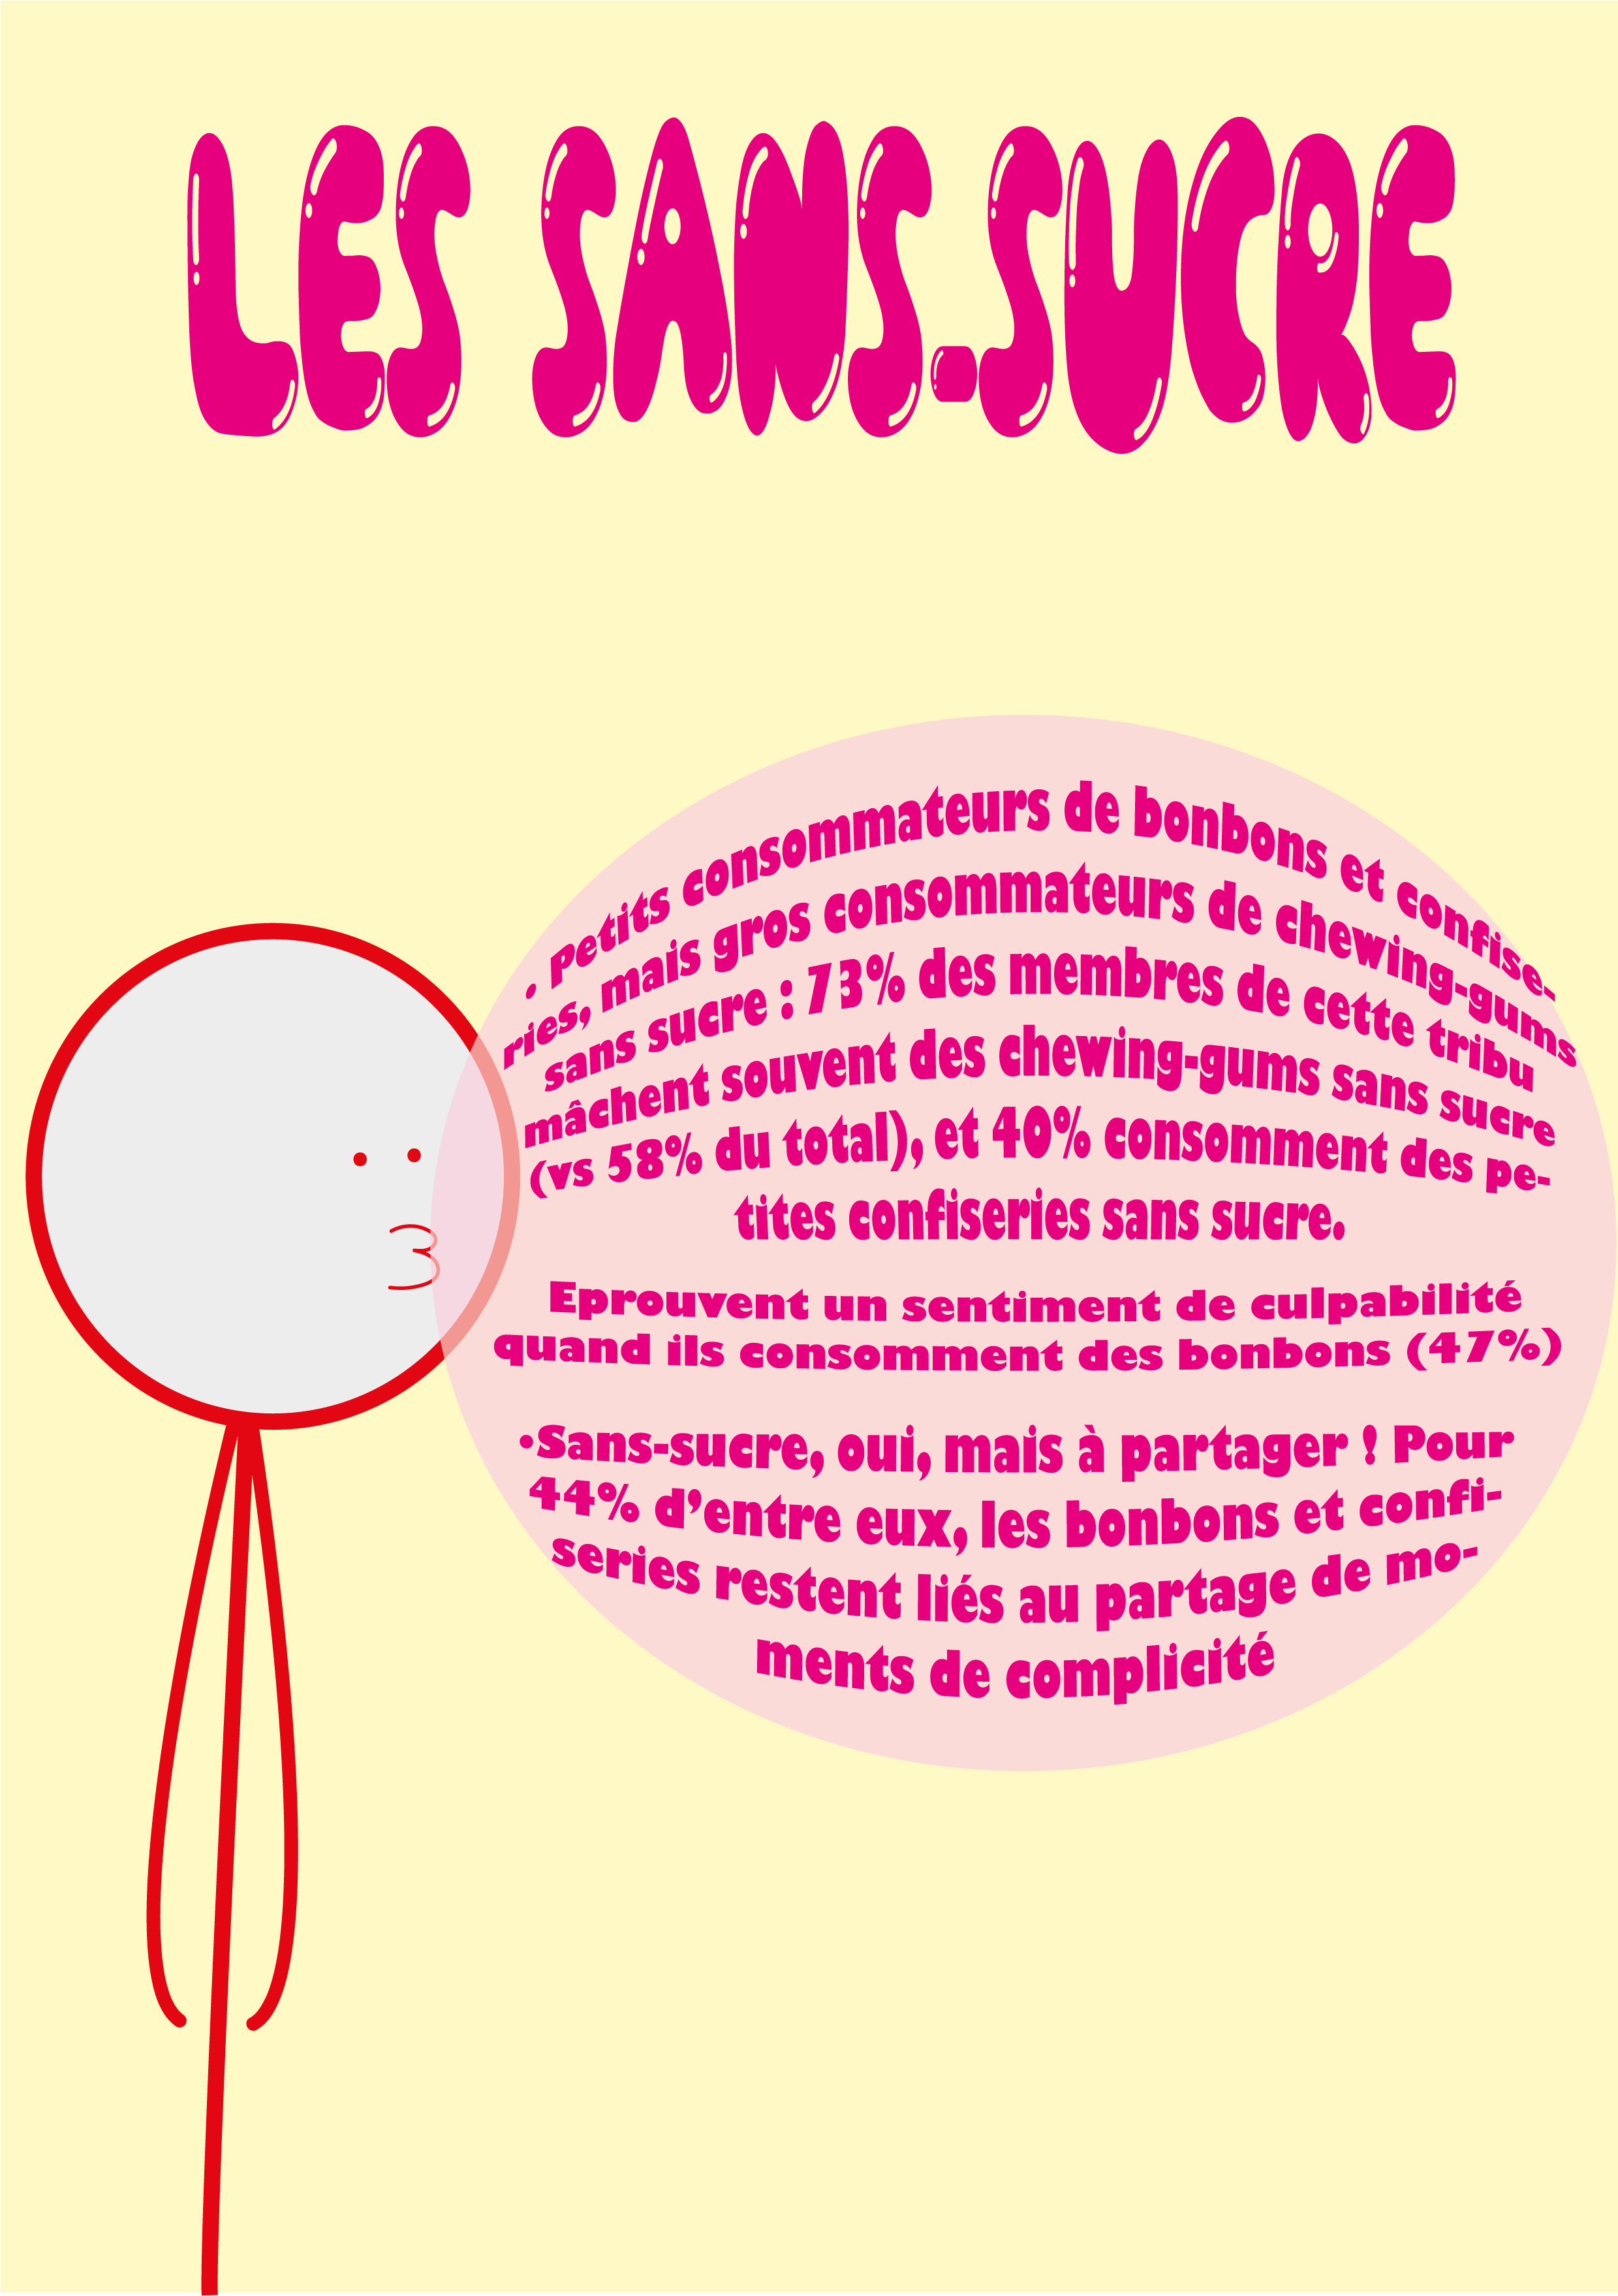 LES SANS-SUCRE
• Petits consommateurs de bonbons et confise-
ries, mais gros consommateurs de chewing-gums
sans sucre : 73% des membres de cette tribu
mâchent souvent des chewing-gums sans sucre
(vs 58% du total), et 40% consomment des pe-
tites confiseries sans sucre.
Eprouvent un sentiment de culpabilité
quand ils consomment des bonbons (47%)
•Sans-sucre, oui, mais à partager ! Pour
44% d’entre eux, les bonbons et confi-
series restent liés au partage de mo-
ments de complicité